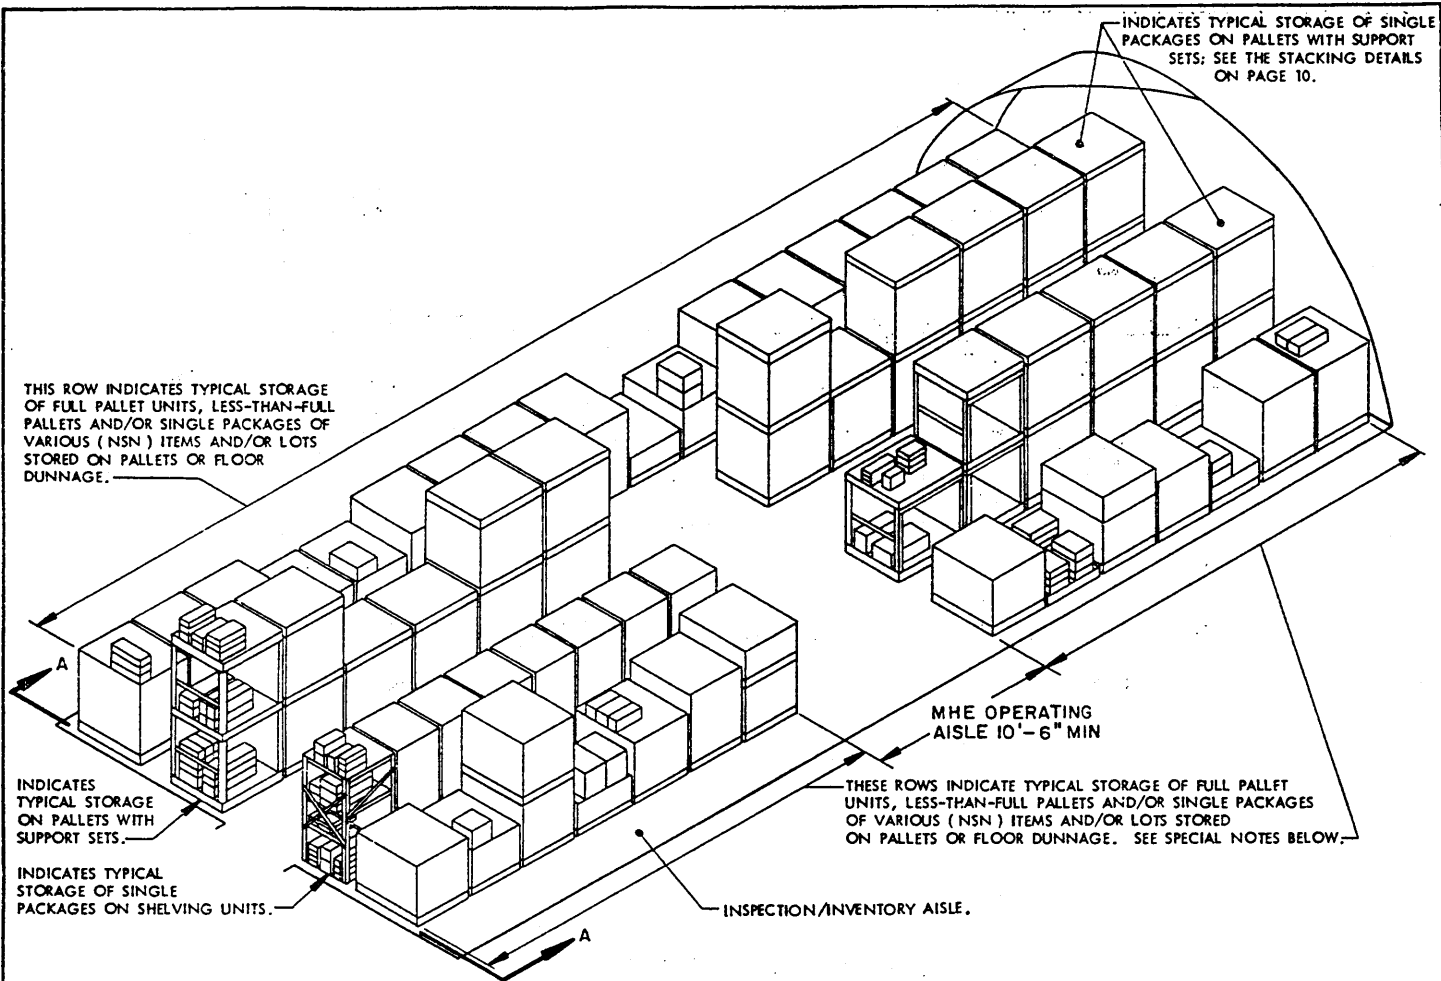 INDICATES TYPICAL STORAGE OF SINGLE
PACKAGES ON PALLETS WITH SUPPORT
SETS; SEE THE STACKING DETAILS
ON PAGE 10.
THIS ROW INDICATES TYPICAL STORAGE
OF FULL PALLET UNITS, LESS-THAN-FULL
PALLETS AND/OR SINGLE PACKAGES OF
VARIOUS (NSN) ITEMS AND/OR LOTS
STORED ON PALLETS OR FLOOR
DUNNAGE.
A
MHE OPERATING
AISLE 10'-6" MIN
INDICATES
TYPICAL STORAGE
ON PALLETS WITH
SUPPORT SETS.
THESE ROWS INDICATE TYPICAL STORAGE OF FULL PALLET
UNITS, LESS-THAN-FULL PALLETS AND/OR SINGLE PACKAGES
OF VARIOUS (NSN) ITEMS AND/OR LOTS STORED
ON PALLETS OR FLOOR DUNNAGE. SEE SPECIAL NOTES BELOW.
INDICATES TYPICAL
STORAGE OF SINGLE
PACKAGES ON SHELVING UNITS.
INSPECTION/INVENTORY AISLE.
A